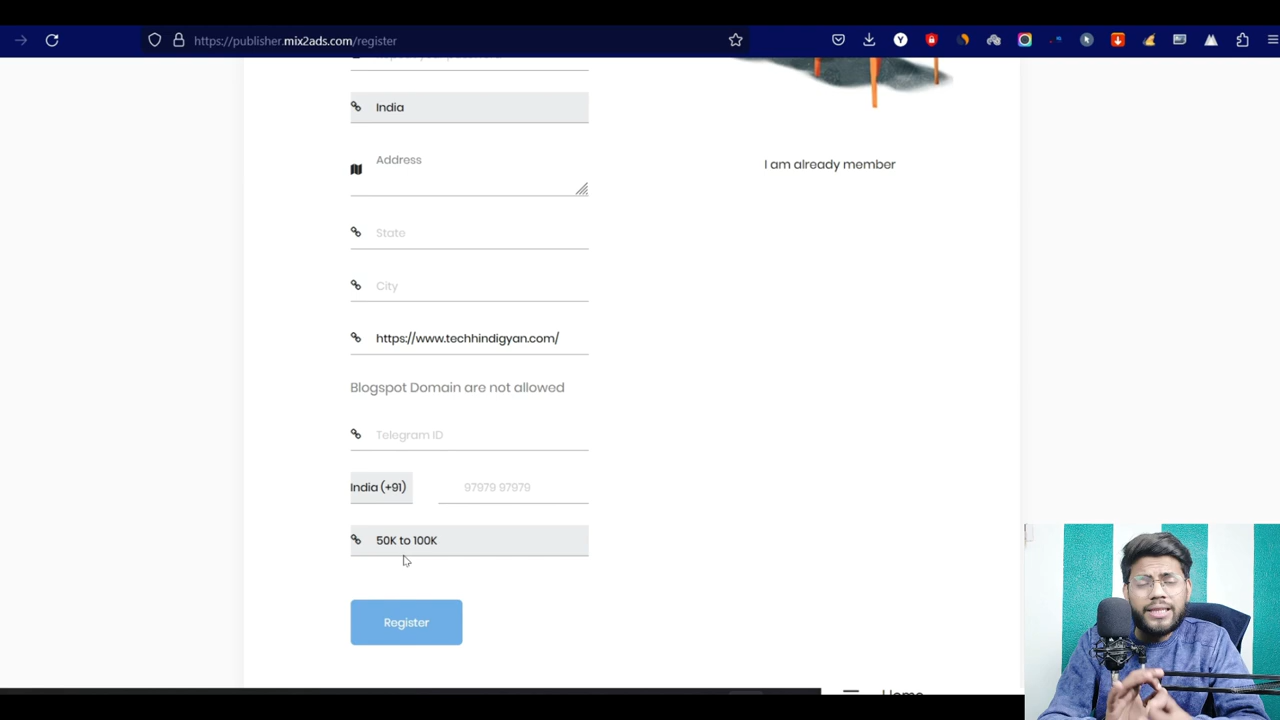 https://publisher.mix2ads.com/register
India
Address
I am already member
State
City
https://www.techhindigyan.com/
Blogspot Domain are not allowed
Telegram ID
India (+91)
97979 97979
50K to 100K
Register
Home